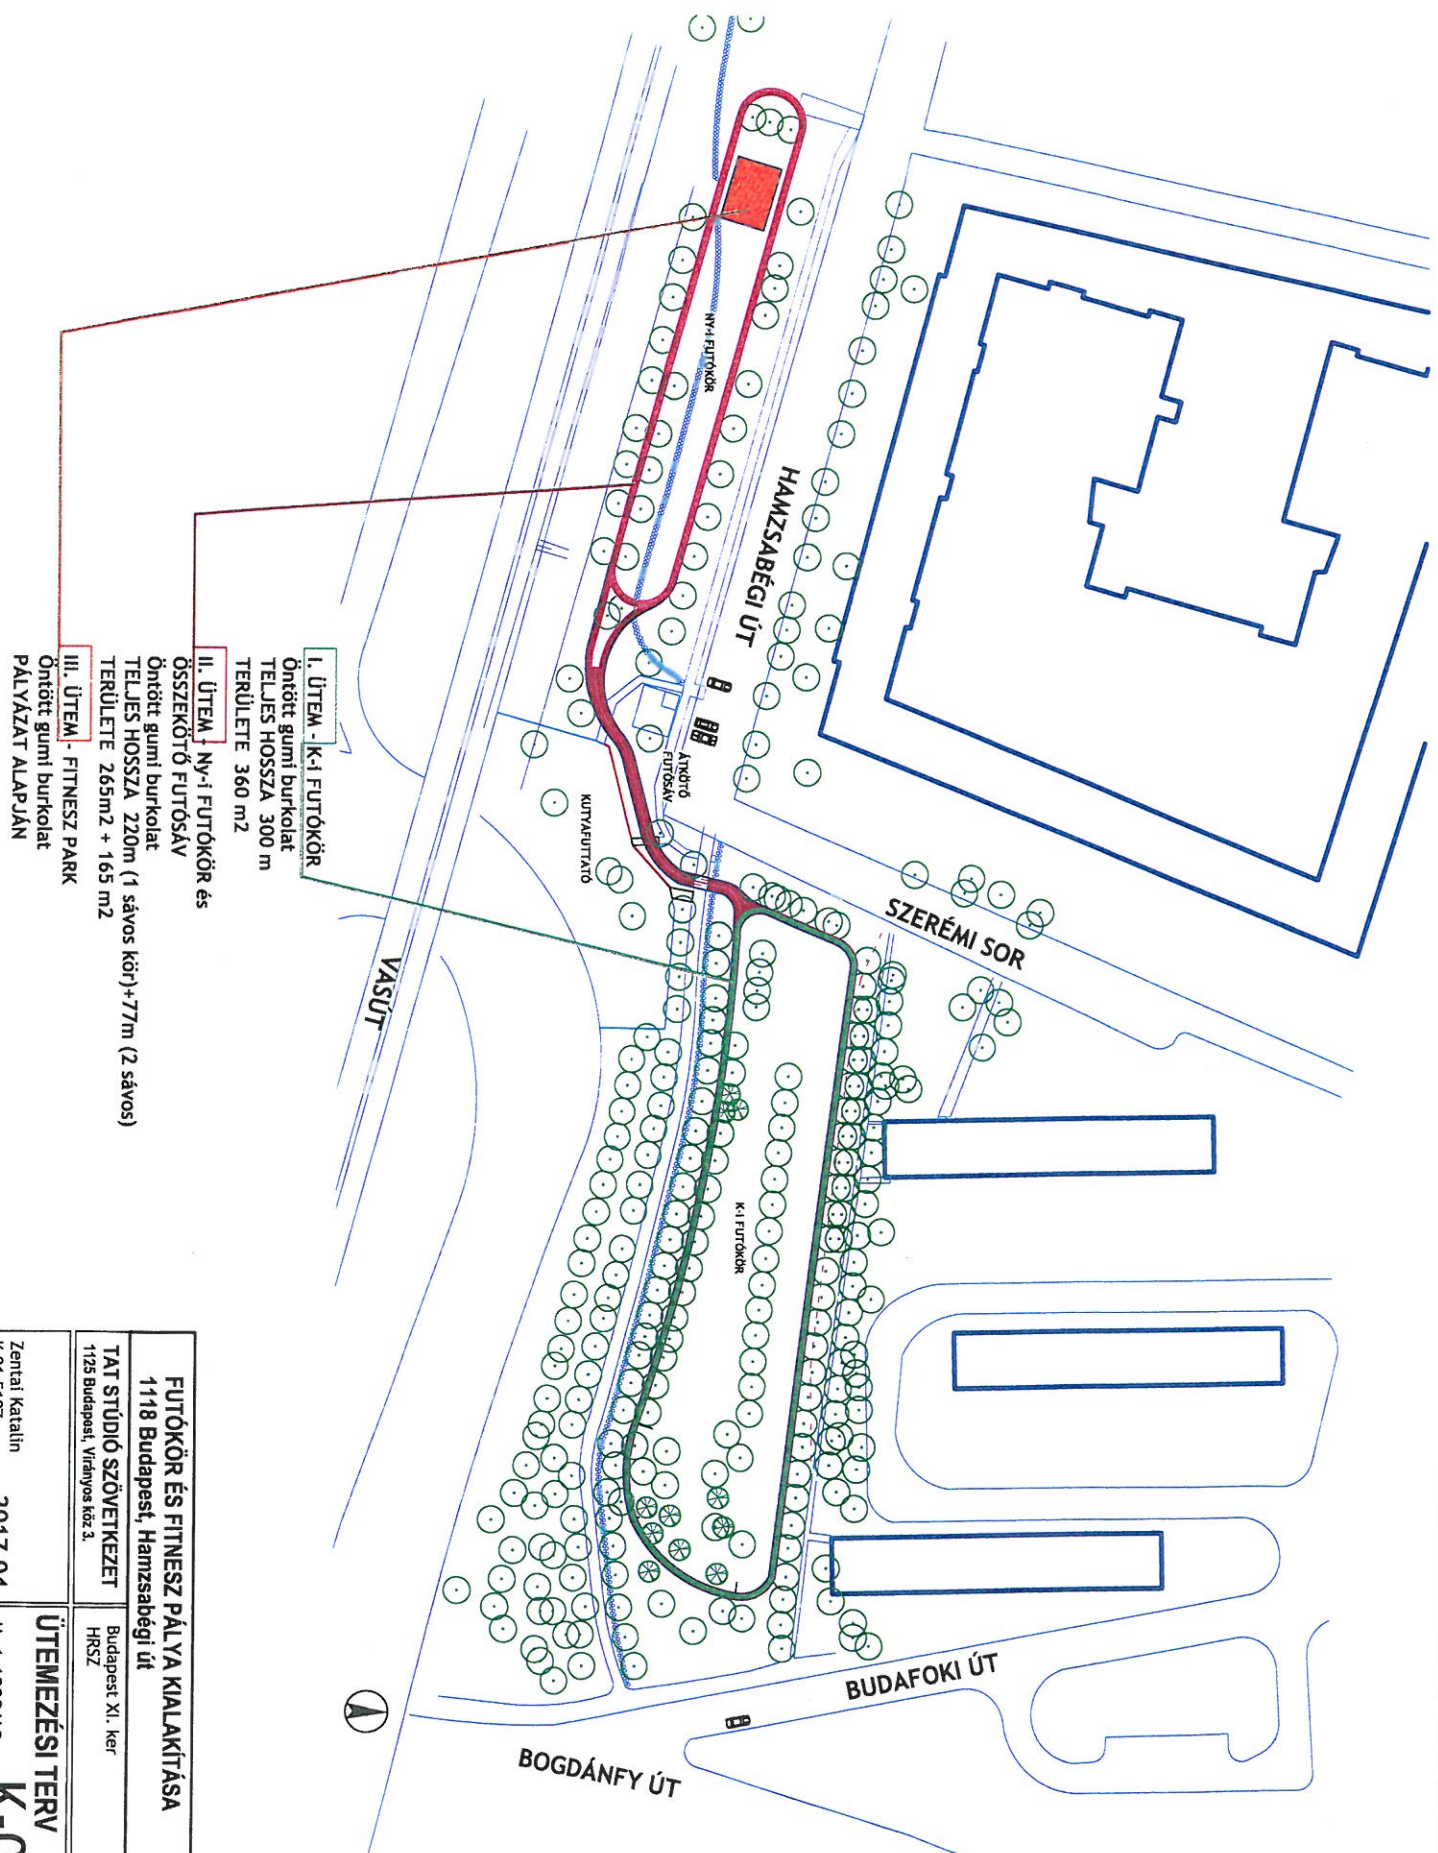 HAMZSABÉGI ÚT
NY-I FUTÓKÖR
ÁTKÖTŐ
FUTÓSÁV
KUTYAFUTTATÓ
SZERÉMI SOR
K-I FUTÓKÖR
VASÚT
BUDAFOKI ÚT
BOGDÁNFY ÚT
I. ÜTEM - K-I FUTÓKÖR
Öntött gumi burkolat
TELJES HOSSZA 300 m
TERÜLETE 360 m2
II. ÜTEM - Ny-i FUTÓKÖR és
ÖSSZEKÖTŐ FUTÓSÁV
Öntött gumi burkolat
TELJES HOSSZA 220m (1 sávos kör)+77m (2 sávos)
TERÜLETE 265m2 + 165 m2
III. ÜTEM - FITNESZ PARK
Öntött gumi burkolat
PÁLYÁZAT ALAPJÁN
FUTÓKÖR ÉS FITNESZ PÁLYA KIALAKÍTÁSA
1118 Budapest, Hamzsabégi út
TAT STÚDIÓ SZÖVETKEZET
1125 Budapest, Virányos köz 3.
Budapest XI. ker
HRSZ
Zentai Katalin
2017.01
ÜTEMEZÉSI TERV